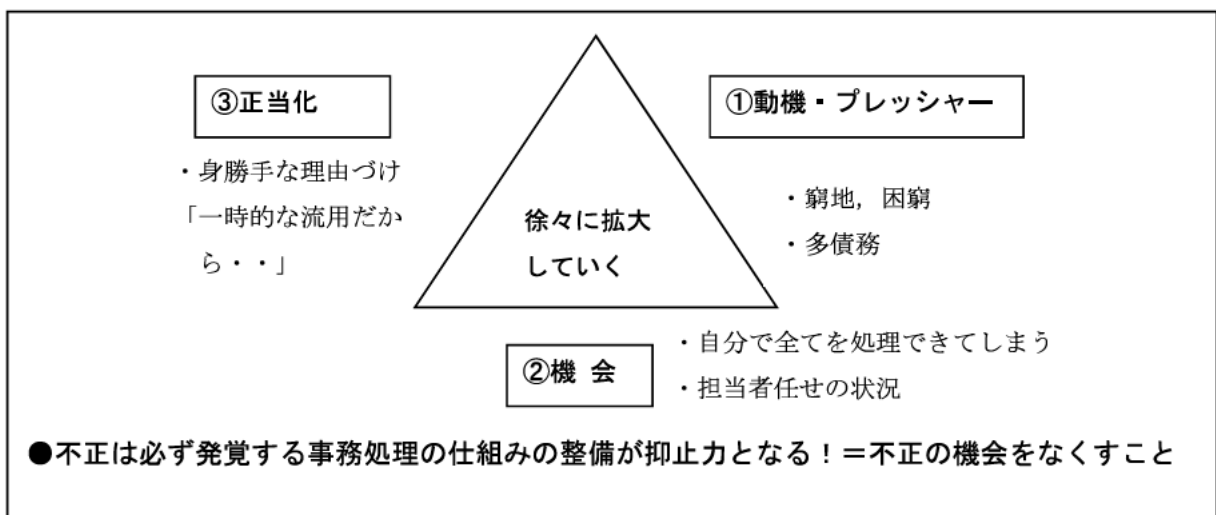 ③正当化
・身勝手な理由づけ
「一時的な流用だか
ら・・」
①動機・プレッシャー
・窮地，困窮
・多債務
徐々に拡大
していく
②機 会
・自分で全てを処理できてしまう
・担当者任せの状況
●不正は必ず発覚する事務処理の仕組みの整備が抑止力となる！＝不正の機会をなくすこと